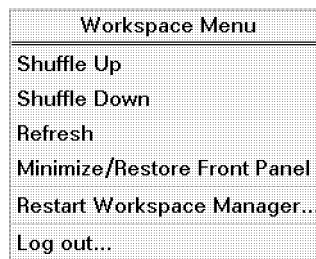 Workspace Menu
Shuffle Up
Shuffle Down
Refresh
Minimize/Restore Front Panel
Restart Workspace Manager...
Log out...